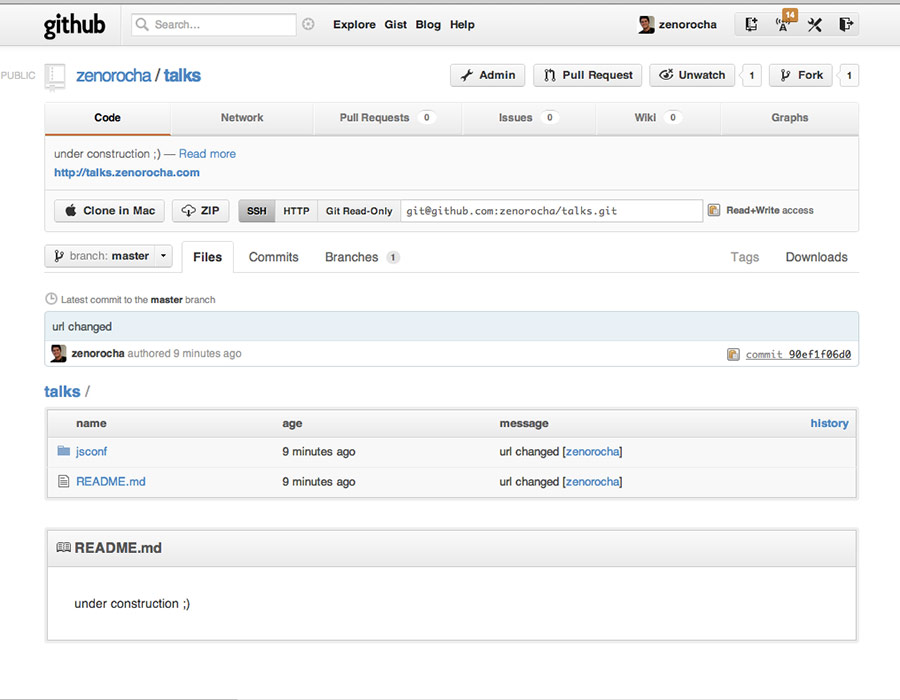 github Search... Explore Gist Blog Help zenorocha 14
PUBLIC zenorocha / talks Admin Pull Request Unwatch 1 Fork 1
Code Network Pull Requests 0 Issues 0 Wiki 0 Graphs
under construction ;) — Read more
http://talks.zenorocha.com
Clone in Mac ZIP SSH HTTP Git Read-Only git@github.com:zenorocha/talks.git Read+Write access
branch: master Files Commits Branches 1 Tags Downloads
Latest commit to the master branch
url changed
zenorocha authored 9 minutes ago commit 90ef1f06d0
talks /
name age message history
jsconf 9 minutes ago url changed [zenorocha]
README.md 9 minutes ago url changed [zenorocha]
README.md
under construction ;)